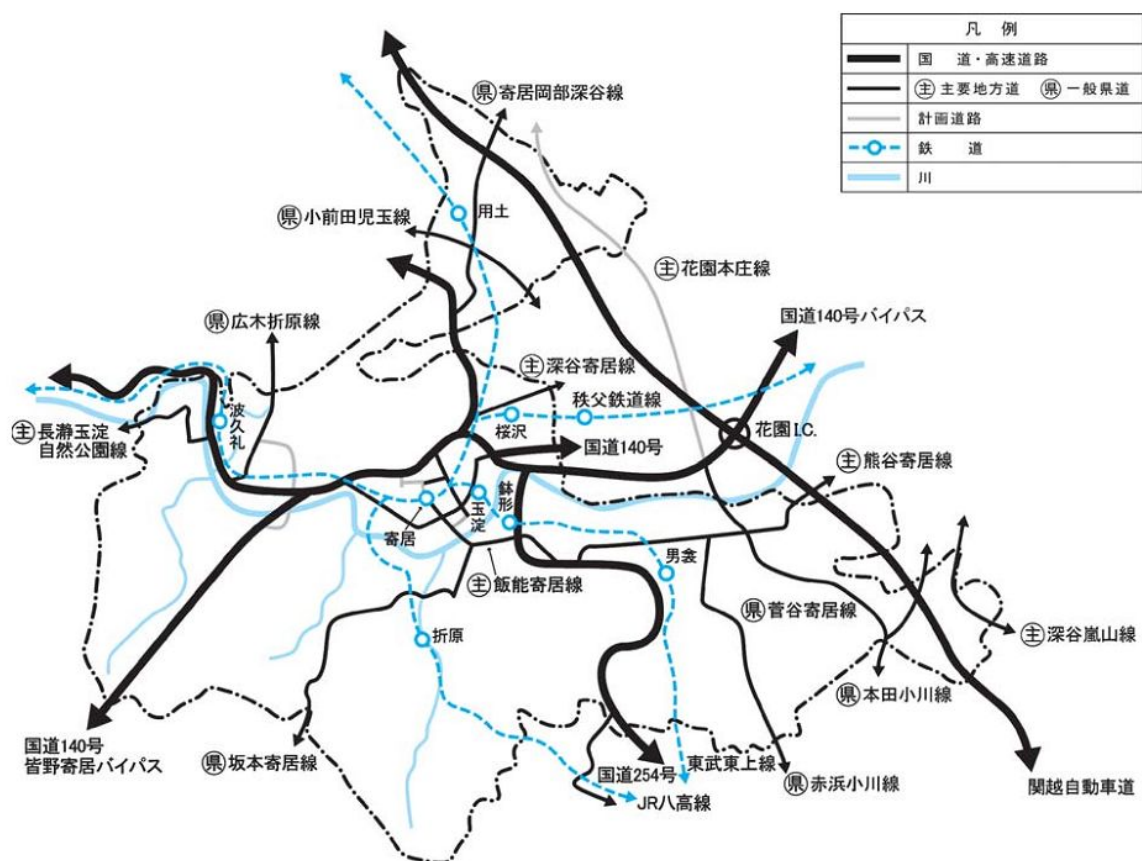 凡 例
国 道・高速道路
主 主要地方道 県 一般県道
計画道路
鉄 道
川
県 寄居岡部深谷線
用土
県 小前田児玉線
主 花園本庄線
国道140号バイパス
県 広木折原線
主 深谷寄居線
秩父鉄道線
波久礼
桜沢
花園I.C.
主 長瀞玉淀
自然公園線
国道140号
主 熊谷寄居線
鉢形
玉淀
寄居
男衾
主 飯能寄居線
県 菅谷寄居線
折原
主 深谷嵐山線
県 本田小川線
国道140号
皆野寄居バイパス
県 坂本寄居線
国道254号
東武東上線
県 赤浜小川線
関越自動車道
JR八高線